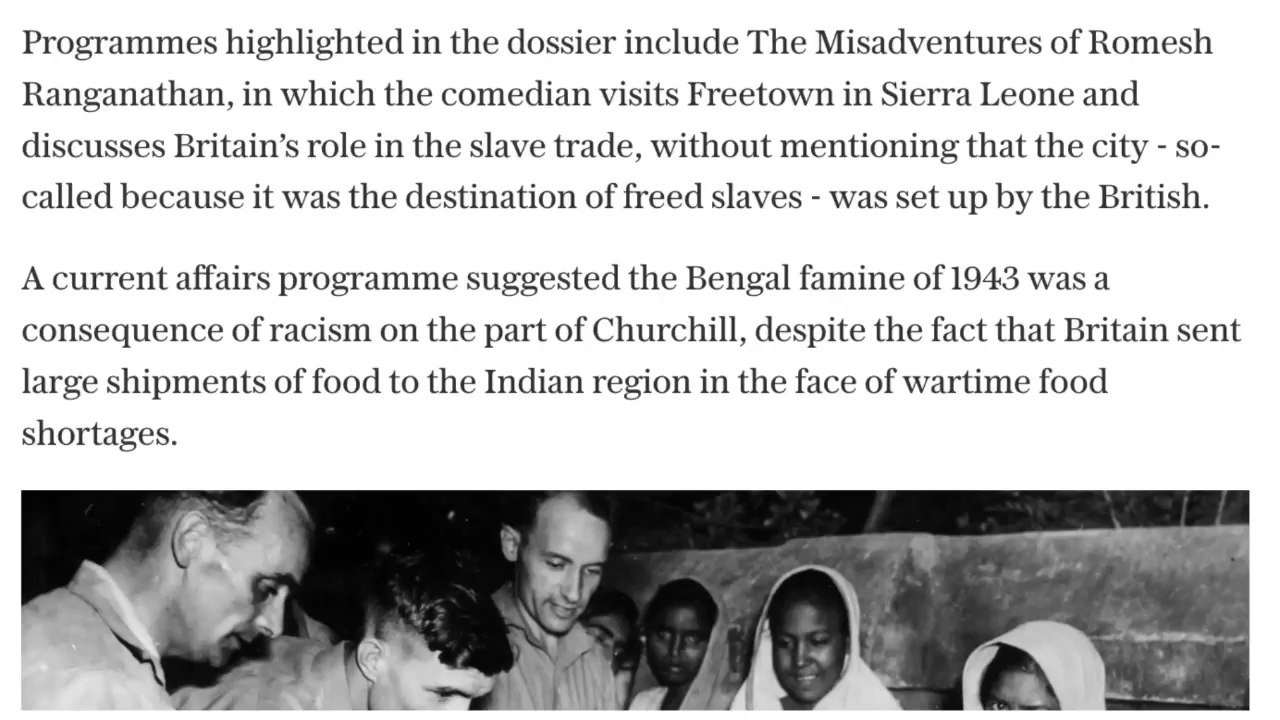 Programmes highlighted in the dossier include The Misadventures of Romesh
Ranganathan, in which the comedian visits Freetown in Sierra Leone and
discusses Britain’s role in the slave trade, without mentioning that the city - so-
called because it was the destination of freed slaves - was set up by the British.
A current affairs programme suggested the Bengal famine of 1943 was a
consequence of racism on the part of Churchill, despite the fact that Britain sent
large shipments of food to the Indian region in the face of wartime food
shortages.